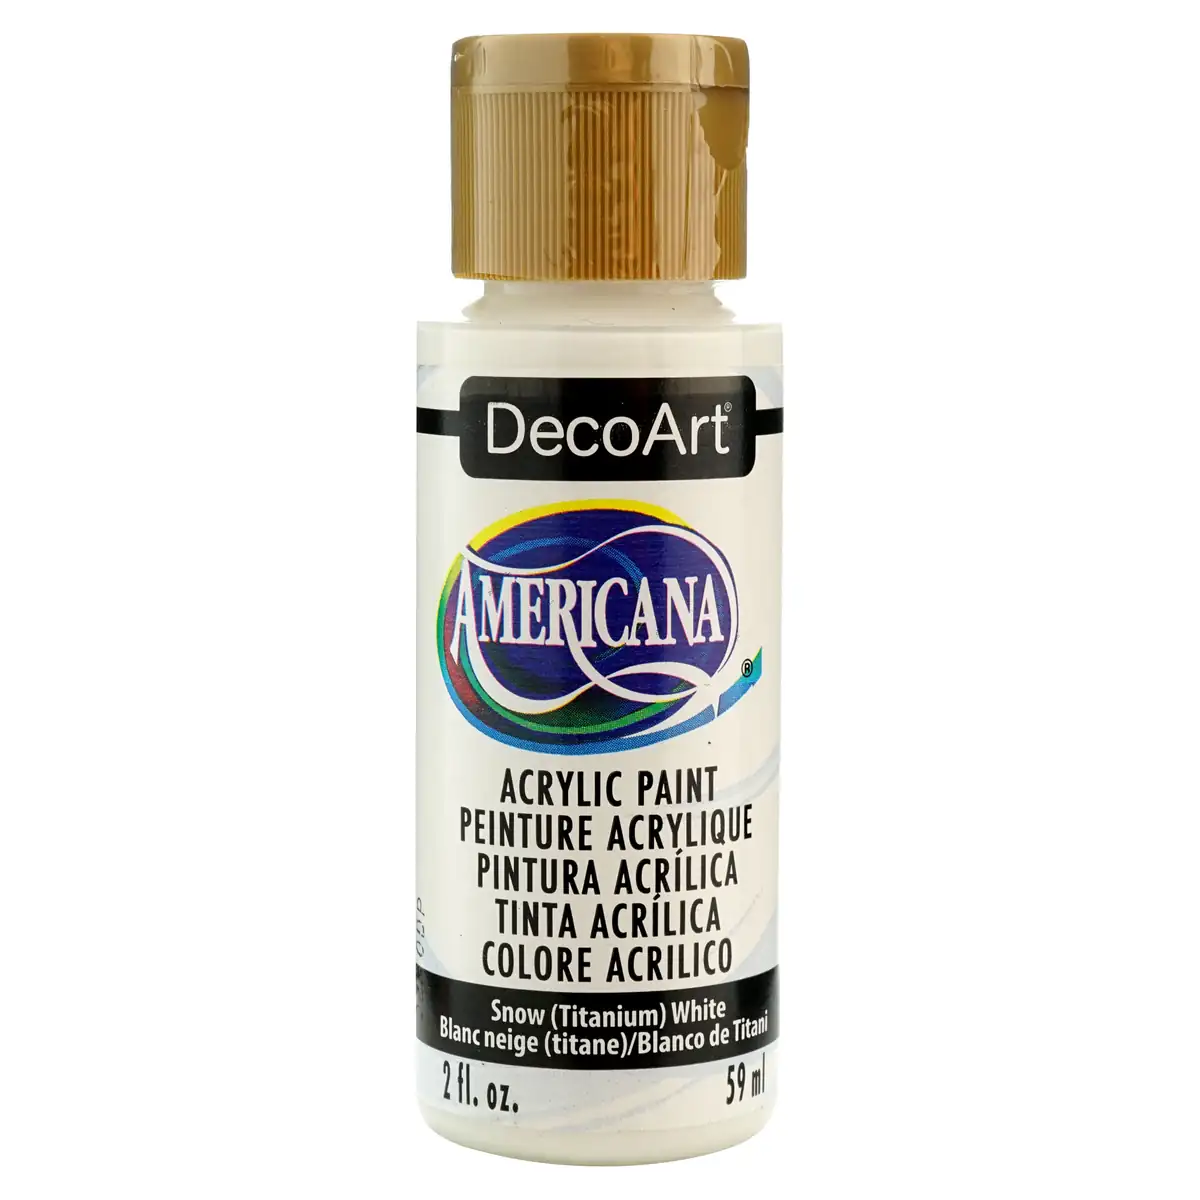 DecoArt®
AMERICANA®
ACRYLIC PAINT
PEINTURE ACRYLIQUE
PINTURA ACRÍLICA
TINTA ACRÍLICA
COLORE ACRILICO
Snow (Titanium) White
Blanc neige (titane)/Blanco de Titani
2 fl. oz. 59 ml